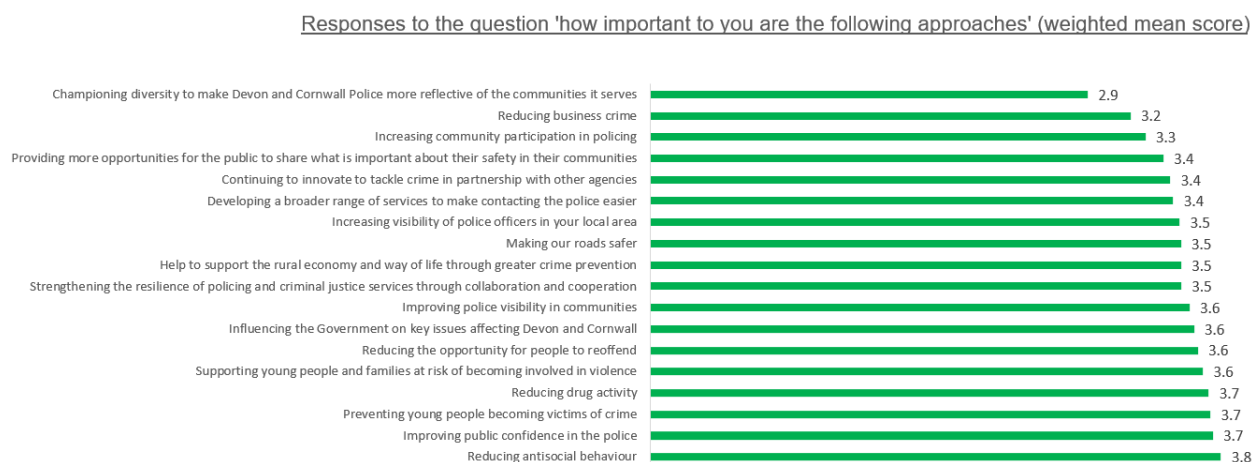 Responses to the question 'how important to you are the following approaches' (weighted mean score)
Championing diversity to make Devon and Cornwall Police more reflective of the communities it serves 2.9
Reducing business crime 3.2
Increasing community participation in policing 3.3
Providing more opportunities for the public to share what is important about their safety in their communities 3.4
Continuing to innovate to tackle crime in partnership with other agencies 3.4
Developing a broader range of services to make contacting the police easier 3.4
Increasing visibility of police officers in your local area 3.5
Making our roads safer 3.5
Help to support the rural economy and way of life through greater crime prevention 3.5
Strengthening the resilience of policing and criminal justice services through collaboration and cooperation 3.5
Improving police visibility in communities 3.6
Influencing the Government on key issues affecting Devon and Cornwall 3.6
Reducing the opportunity for people to reoffend 3.6
Supporting young people and families at risk of becoming involved in violence 3.6
Reducing drug activity 3.7
Preventing young people becoming victims of crime 3.7
Improving public confidence in the police 3.7
Reducing antisocial behaviour 3.8